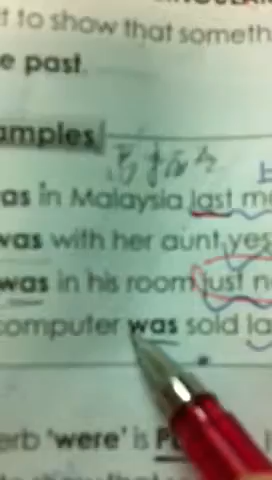 t to show that someth
e past.
amples
as in Malaysia last m
was with her aunt yes
was in his room just n
computer was sold la
erb 'were' is P